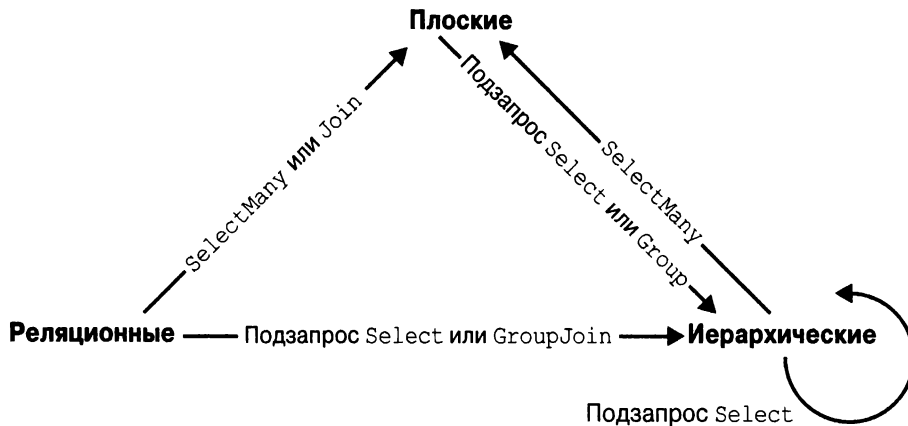 Плоские
SelectMany или Join
Подзапрос Select или Group
SelectMany
Реляционные
Подзапрос Select или GroupJoin
Иерархические
Подзапрос Select